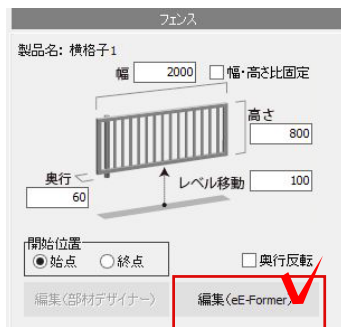 フェンス
製品名: 横格子1
幅 2000 幅・高さ比固定
高さ
800
奥行
60
レベル移動 100
開始位置
始点 終点
奥行反転
編集(部材デザイナー) 編集(eE-Former)